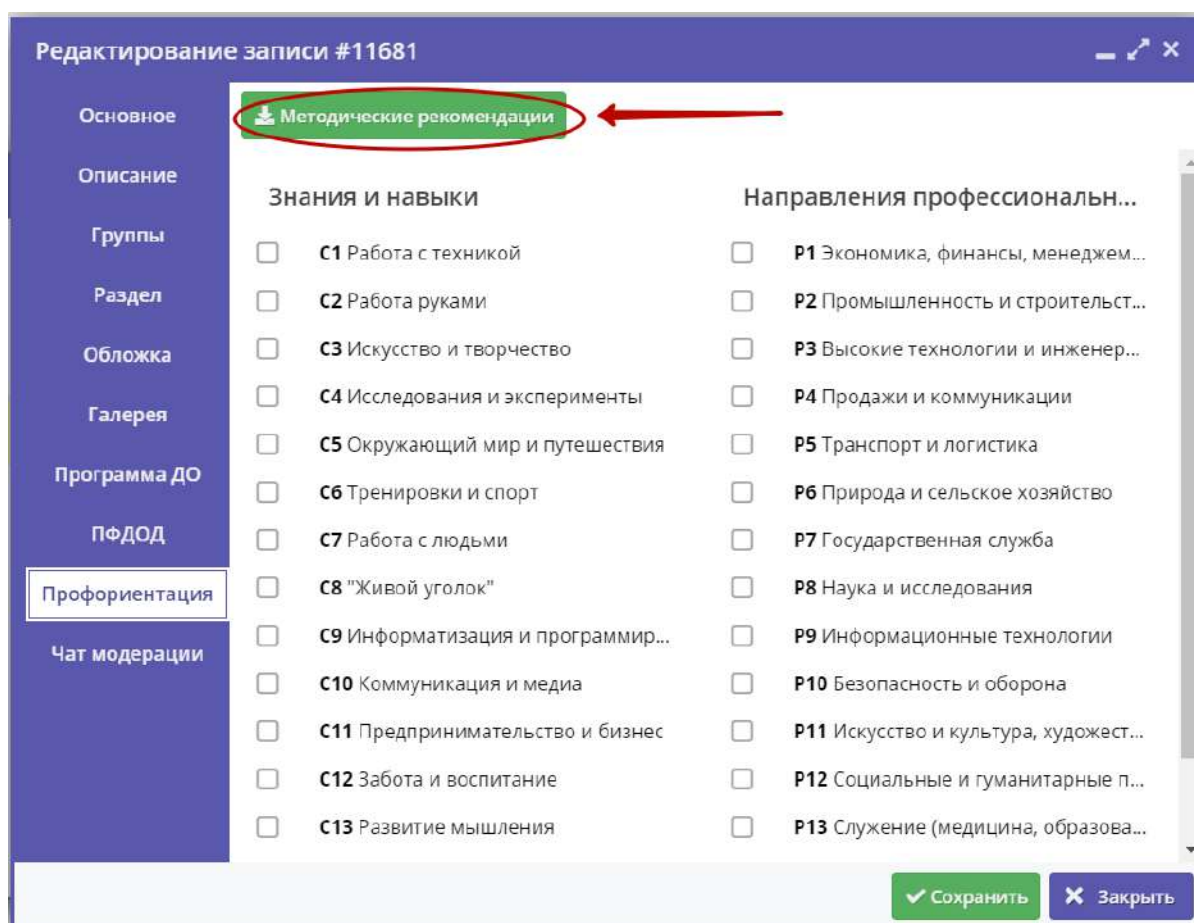 Редактирование записи #11681
Основное
Описание
Группы
Раздел
Обложка
Галерея
Программа ДО
ПФДОД
Профориентация
Чат модерации
Методические рекомендации
Знания и навыки
C1 Работа с техникой
C2 Работа руками
C3 Искусство и творчество
C4 Исследования и эксперименты
C5 Окружающий мир и путешествия
C6 Тренировки и спорт
C7 Работа с людьми
C8 "Живой уголок"
C9 Информатизация и программир...
C10 Коммуникация и медиа
C11 Предпринимательство и бизнес
C12 Забота и воспитание
C13 Развитие мышления
Направления профессиональн...
P1 Экономика, финансы, менеджем...
P2 Промышленность и строительст...
P3 Высокие технологии и инженер...
P4 Продажи и коммуникации
P5 Транспорт и логистика
P6 Природа и сельское хозяйство
P7 Государственная служба
P8 Наука и исследования
P9 Информационные технологии
P10 Безопасность и оборона
P11 Искусство и культура, художест...
P12 Социальные и гуманитарные п...
P13 Служение (медицина, образова...
Сохранить
Закрыть